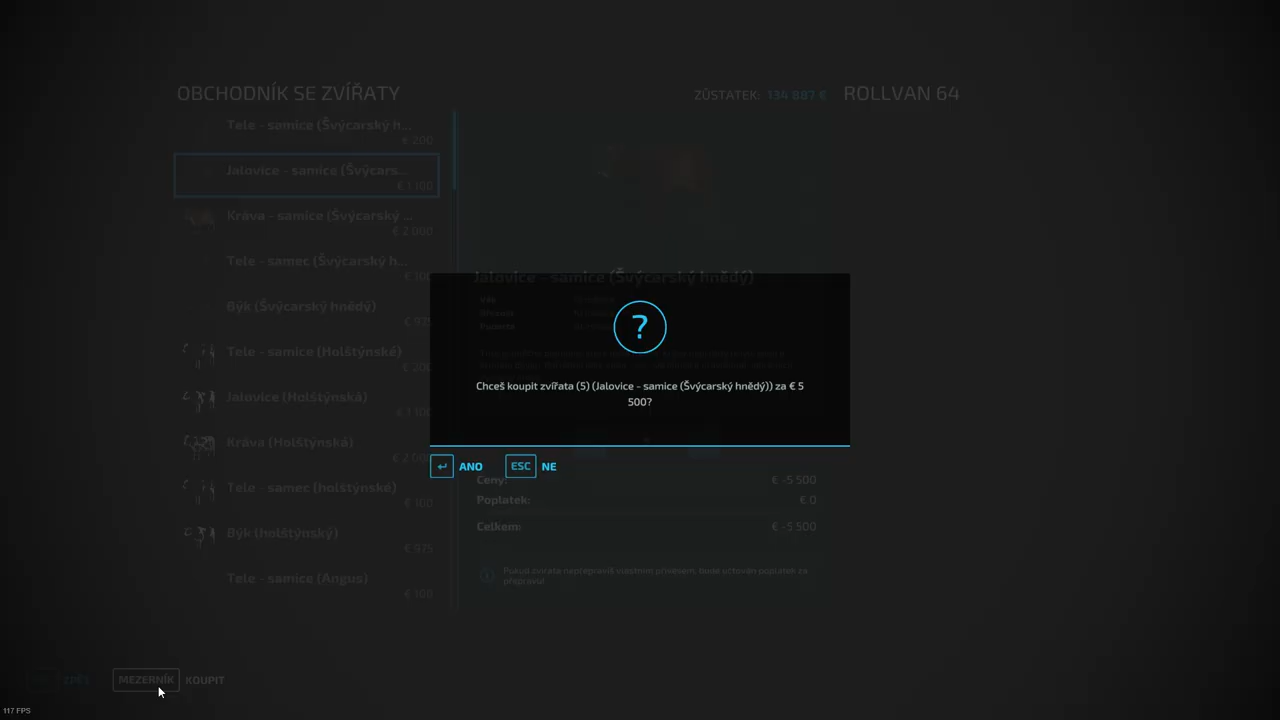 OBCHODNÍK SE ZVÍŘATY
ZŮSTATEK: 134 887 €
ROLLVAN 64
Tele - samice (Švýcarský h...
€ 200
Jalovice - samice (Švýcars...
€ 1 100
Kráva - samice (Švýcarský ...
€ 2 000
Tele - samec (Švýcarský h...
€ 100
Býk (Švýcarský hnědý)
€ 975
Tele - samice (Holštýnské)
€ 200
Jalovice (Holštýnská)
€ 1 100
Kráva (Holštýnská)
€ 2 000
Tele - samec (holštýnské)
€ 100
Býk (holštýnský)
€ 975
Tele - samice (Angus)
€ 100
Jalovice - samice (Švýcarský hnědý)
Věk
?
Chceš koupit zvířata (5) (Jalovice - samice (Švýcarský hnědý)) za € 5
500?
ANO
ESC NE
Ceny: € -5 500
Poplatek: € 0
Celkem: € -5 500
Pokud zvířata nepřepravíš vlastním přívěsem, bude účtován poplatek za
přepravu!
ZPĚT
MEZERNÍK KOUPIT
117 FPS